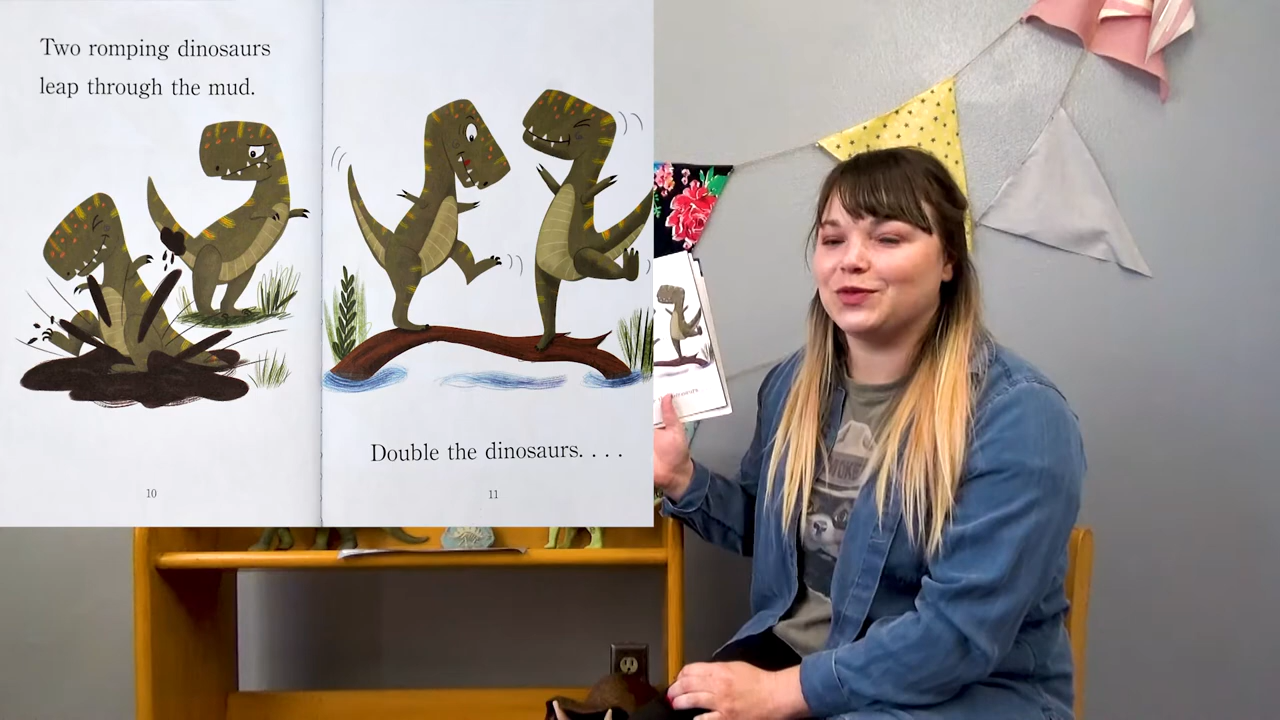 Two romping dinosaurs
leap through the mud.
Double the dinosaurs. . . .
10
11